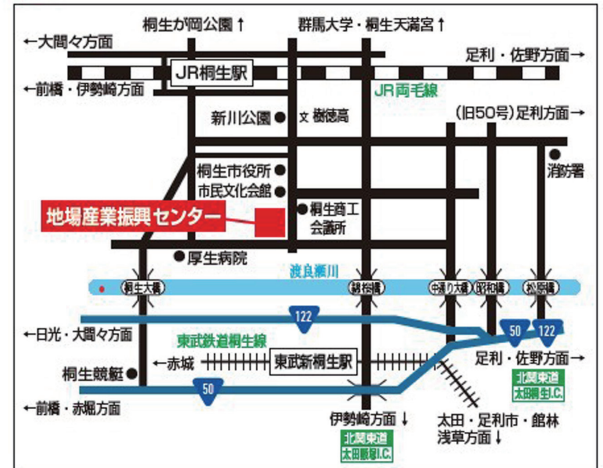 桐生が岡公園↑
群馬大学・桐生天満宮↑
←大間々方面
足利・佐野方面→
JR桐生駅
←前橋・伊勢崎方面
JR両毛線
新川公園
文 樹徳高
(旧50号)足利方面→
桐生市役所
市民文化会館
消防署
地場産業振興センター
桐生商工
会議所
厚生病院
渡良瀬川
桐生大橋
錦桜橋
中通り大橋
昭和橋
松原橋
122
50
122
←日光・大間々方面
東武鉄道桐生線
←赤城
東武新桐生駅
足利・佐野方面→
桐生競艇
50
北関東道
太田桐生I.C.
←前橋・赤堀方面
伊勢崎方面↓
太田・足利市・館林
浅草方面↓
北関東道
太田藪塚I.C.